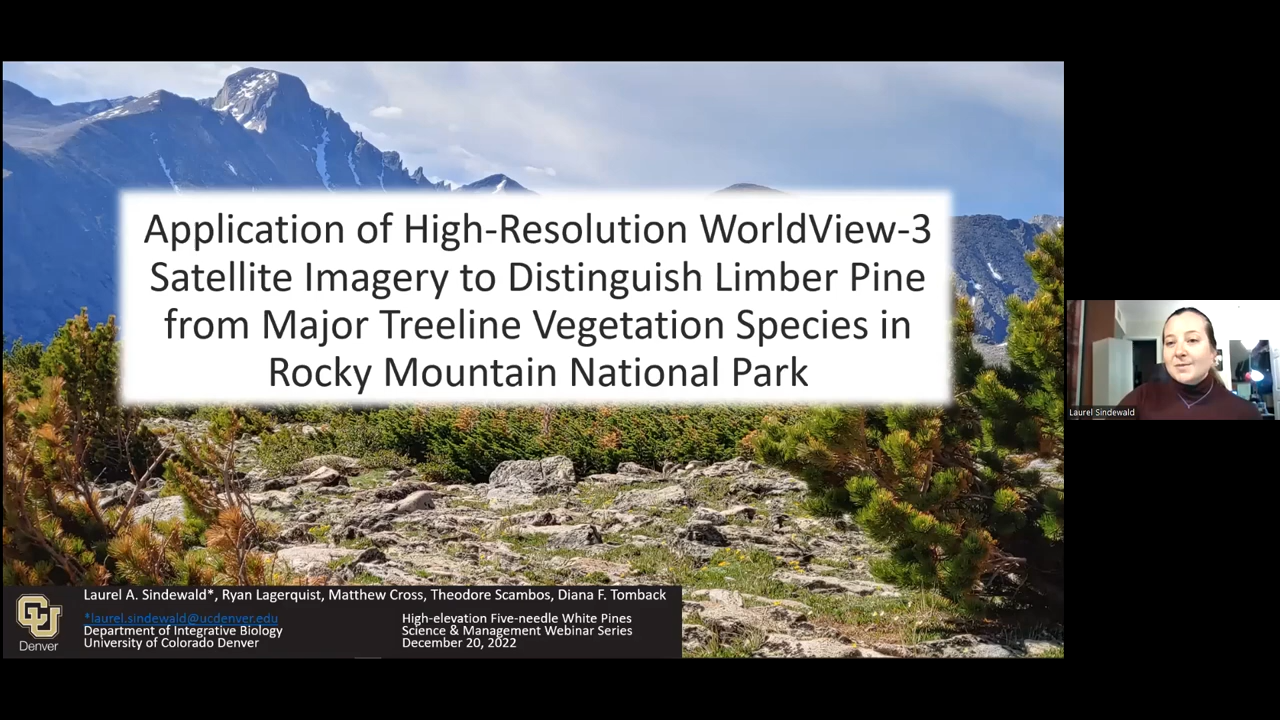 Application of High-Resolution WorldView-3
Satellite Imagery to Distinguish Limber Pine
from Major Treeline Vegetation Species in
Rocky Mountain National Park
Laurel Sindewald
Laurel A. Sindewald*, Ryan Lagerquist, Matthew Cross, Theodore Scambos, Diana F. Tomback
*laurel.sindewald@ucdenver.edu
Department of Integrative Biology
University of Colorado Denver
High-elevation Five-needle White Pines
Science & Management Webinar Series
December 20, 2022
CU
Denver